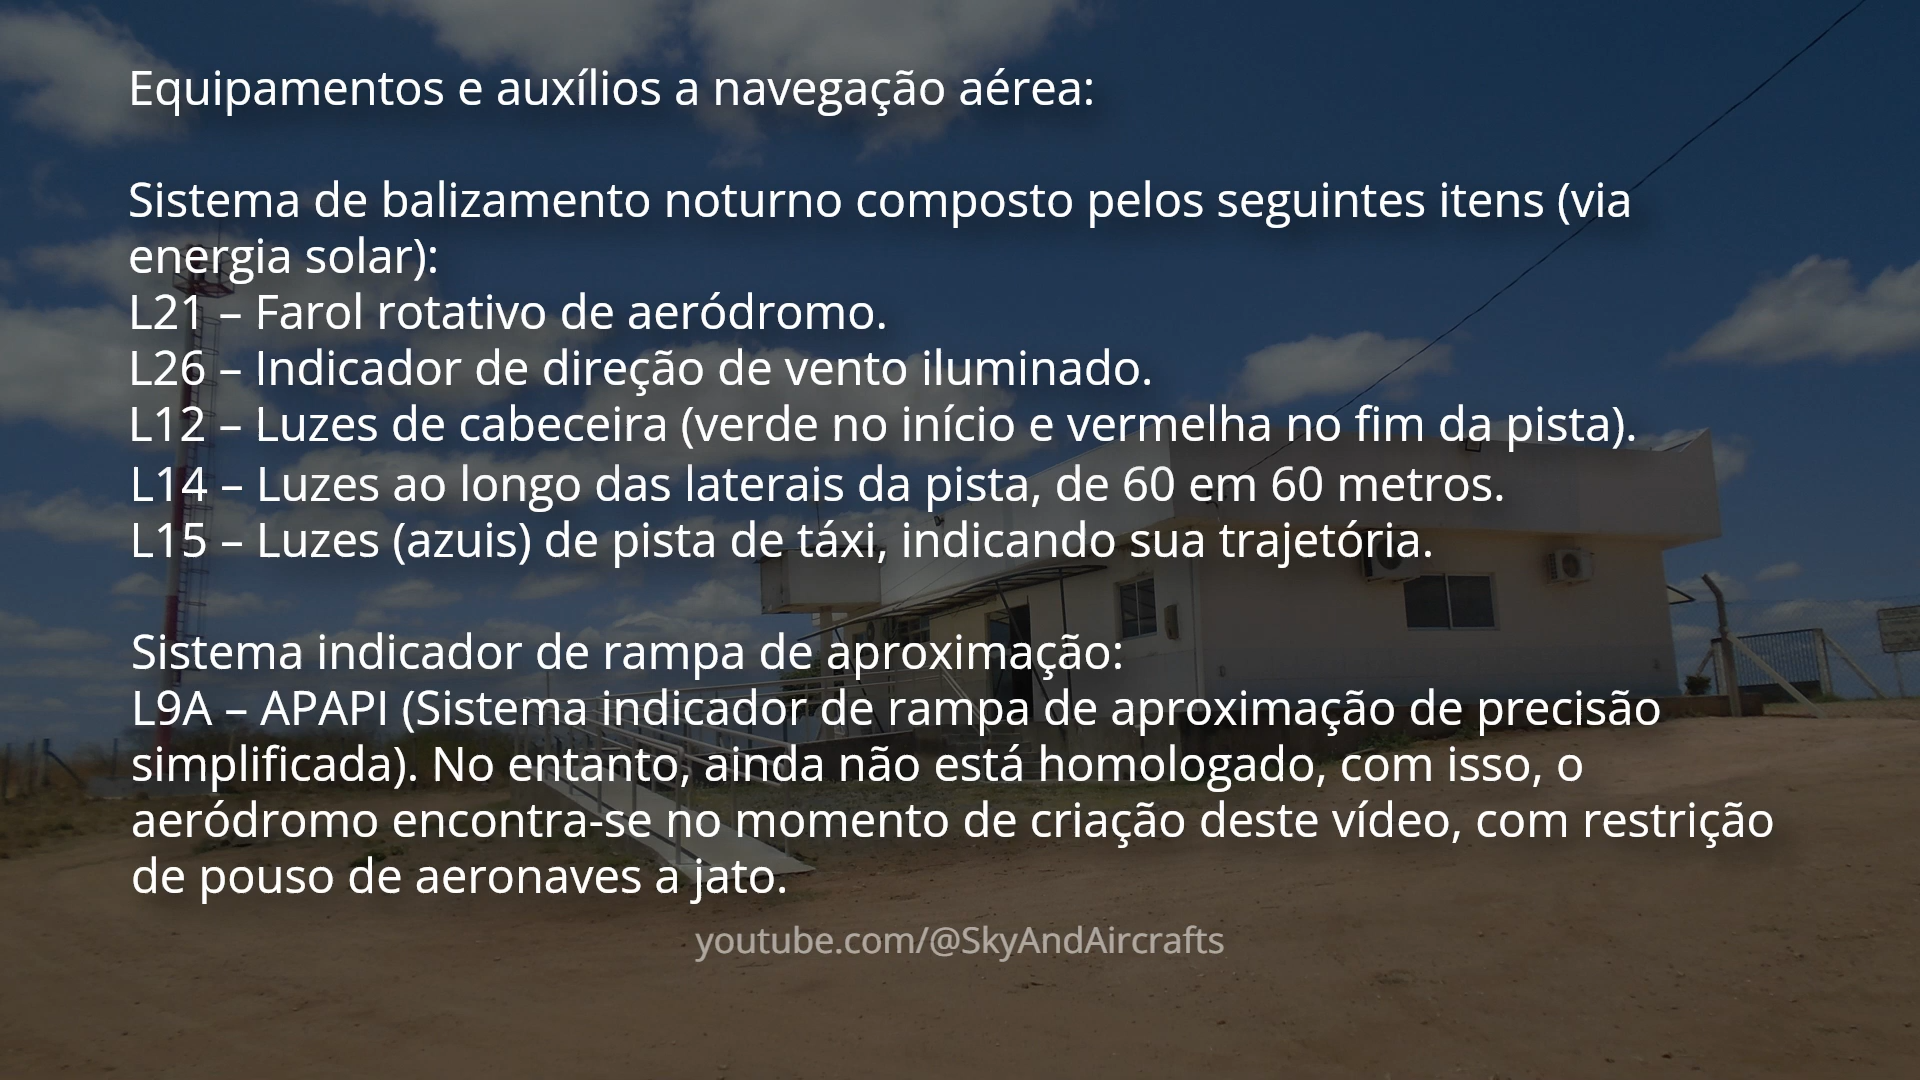 Equipamentos e auxílios a navegação aérea:
Sistema de balizamento noturno composto pelos seguintes itens (via
energia solar):
L21 – Farol rotativo de aeródromo.
L26 – Indicador de direção de vento iluminado.
L12 – Luzes de cabeceira (verde no início e vermelha no fim da pista).
L14 – Luzes ao longo das laterais da pista, de 60 em 60 metros.
L15 – Luzes (azuis) de pista de táxi, indicando sua trajetória.
Sistema indicador de rampa de aproximação:
L9A – APAPI (Sistema indicador de rampa de aproximação de precisão
simplificada). No entanto, ainda não está homologado, com isso, o
aeródromo encontra-se no momento de criação deste vídeo, com restrição
de pouso de aeronaves a jato.
youtube.com/@SkyAndAircrafts